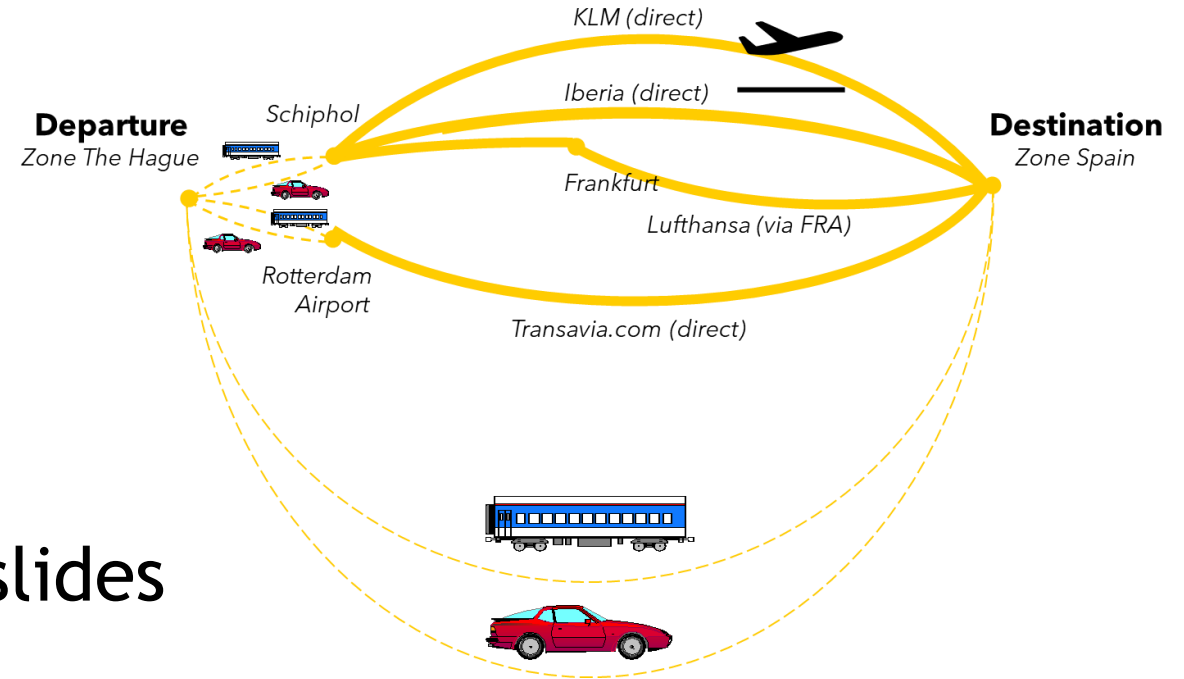 KLM (direct)
Iberia (direct)
Schiphol
Departure
Zone The Hague
Destination
Zone Spain
Frankfurt
Lufthansa (via FRA)
Rotterdam
Airport
Transavia.com (direct)
slides